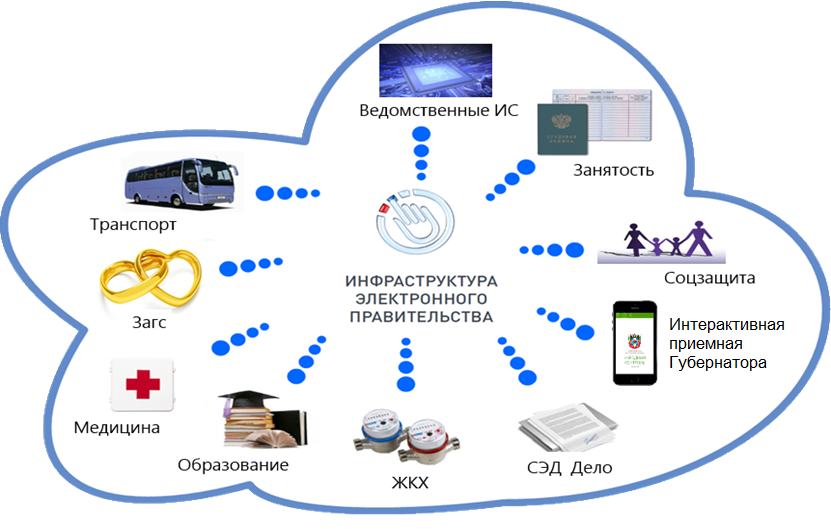 Ведомственные ИС
Занятость
Транспорт
Соцзащита
ИНФРАСТРУКТУРА
ЭЛЕКТРОННОГО
ПРАВИТЕЛЬСТВА
Загс
Интерактивная
приемная
Губернатора
Медицина
Образование
ЖКХ
СЭД Дело